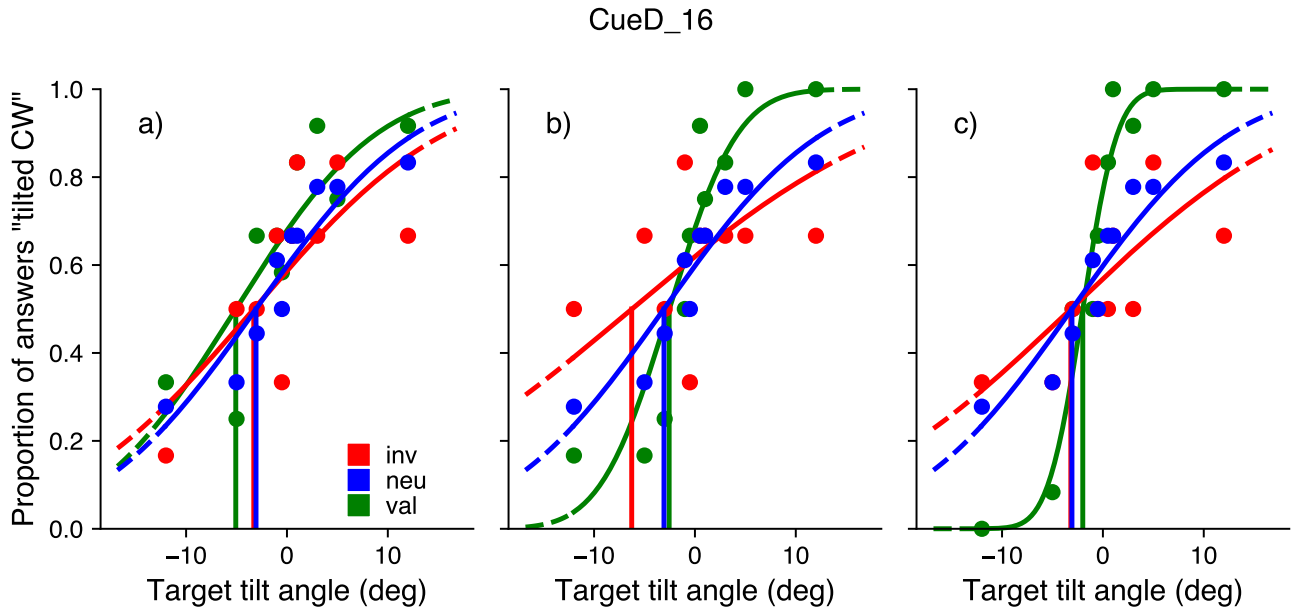 CueD_16
Proportion of answers "tilted CW"
1.0
0.8
0.6
0.4
0.2
0.0
a)
b)
c)
inv
neu
val
−10 0 10
−10 0 10
−10 0 10
Target tilt angle (deg)
Target tilt angle (deg)
Target tilt angle (deg)